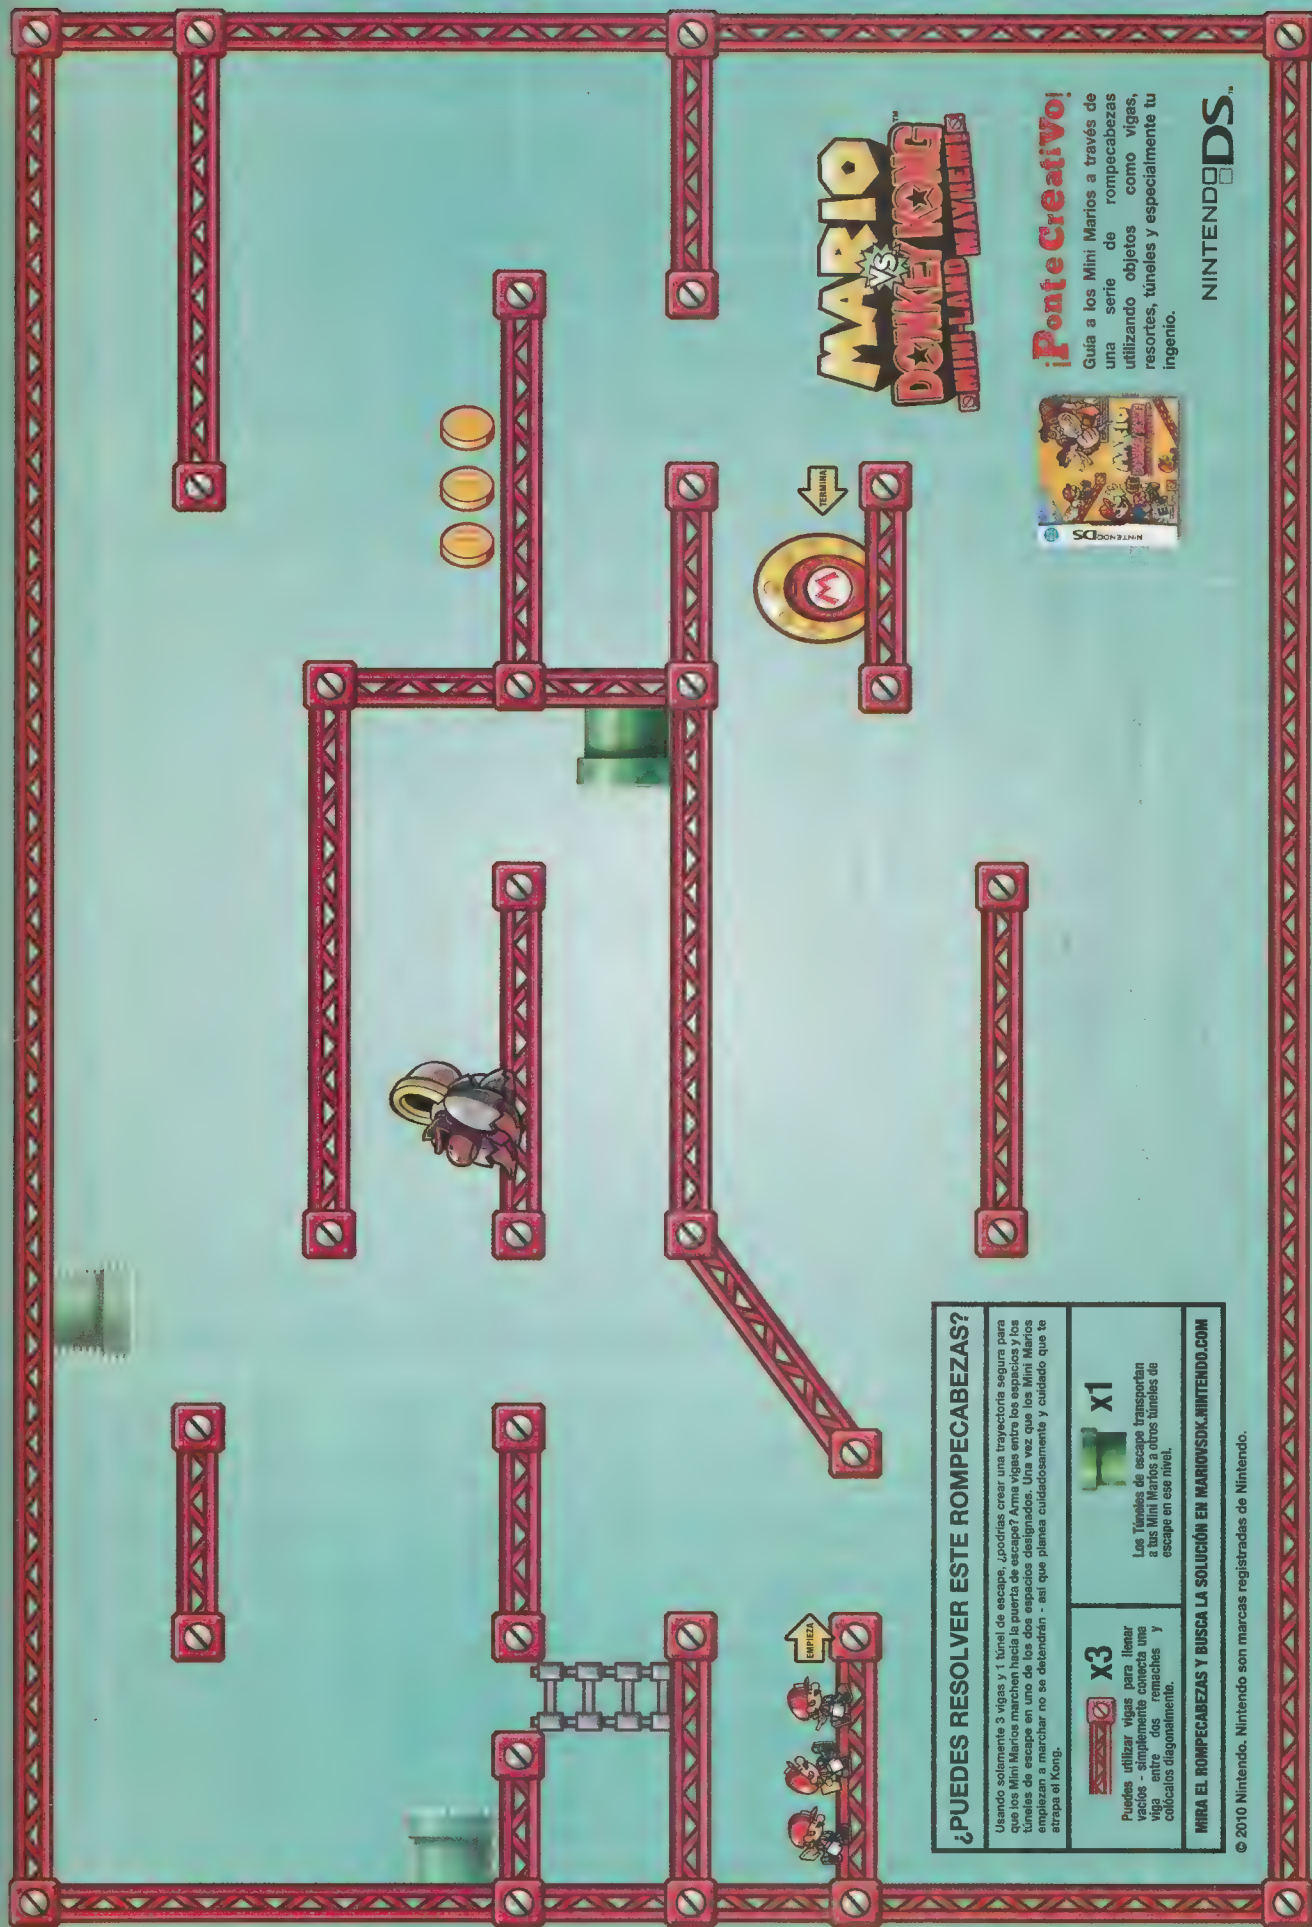 ¿PUEDES RESOLVER ESTE ROMPECABEZAS?
Usando solamente 3 vigas y 1 túnel de escape, ¿podrías crear una trayectoria segura para
que los Mini Marios marchen hacia la puerta de escape? Arma vigas entre los espacios y los
túneles de escape en uno de los dos espacios designados. Una vez que los Mini Marios
empiezan a marchar no se detendrán - así que planea cuidadosamente y cuidado que te
atrapa el Kong.
X3
Puedes utilizar vigas para llenar
vacíos - simplemente conecta una
viga entre dos remaches y
colócalos diagonalmente.
X1
Los Túneles de escape transportan
a tus Mini Marios a otros túneles de
escape en ese nivel.
MIRA EL ROMPECABEZAS Y BUSCA LA SOLUCIÓN EN MARIOVSDK.NINTENDO.COM
© 2010 Nintendo. Nintendo son marcas registradas de Nintendo.
EMPIEZA
M
TERMINA
MARIO
VS
DONKEY KONG
MINI-LAND MAYHEM!
TM
NINTENDO DS
MARIO
E
¡Ponte Creativo!
Guía a los Mini Marios a través de
una serie de rompecabezas
utilizando objetos como vigas,
resortes, túneles y especialmente tu
ingenio.
NINTENDO DS™